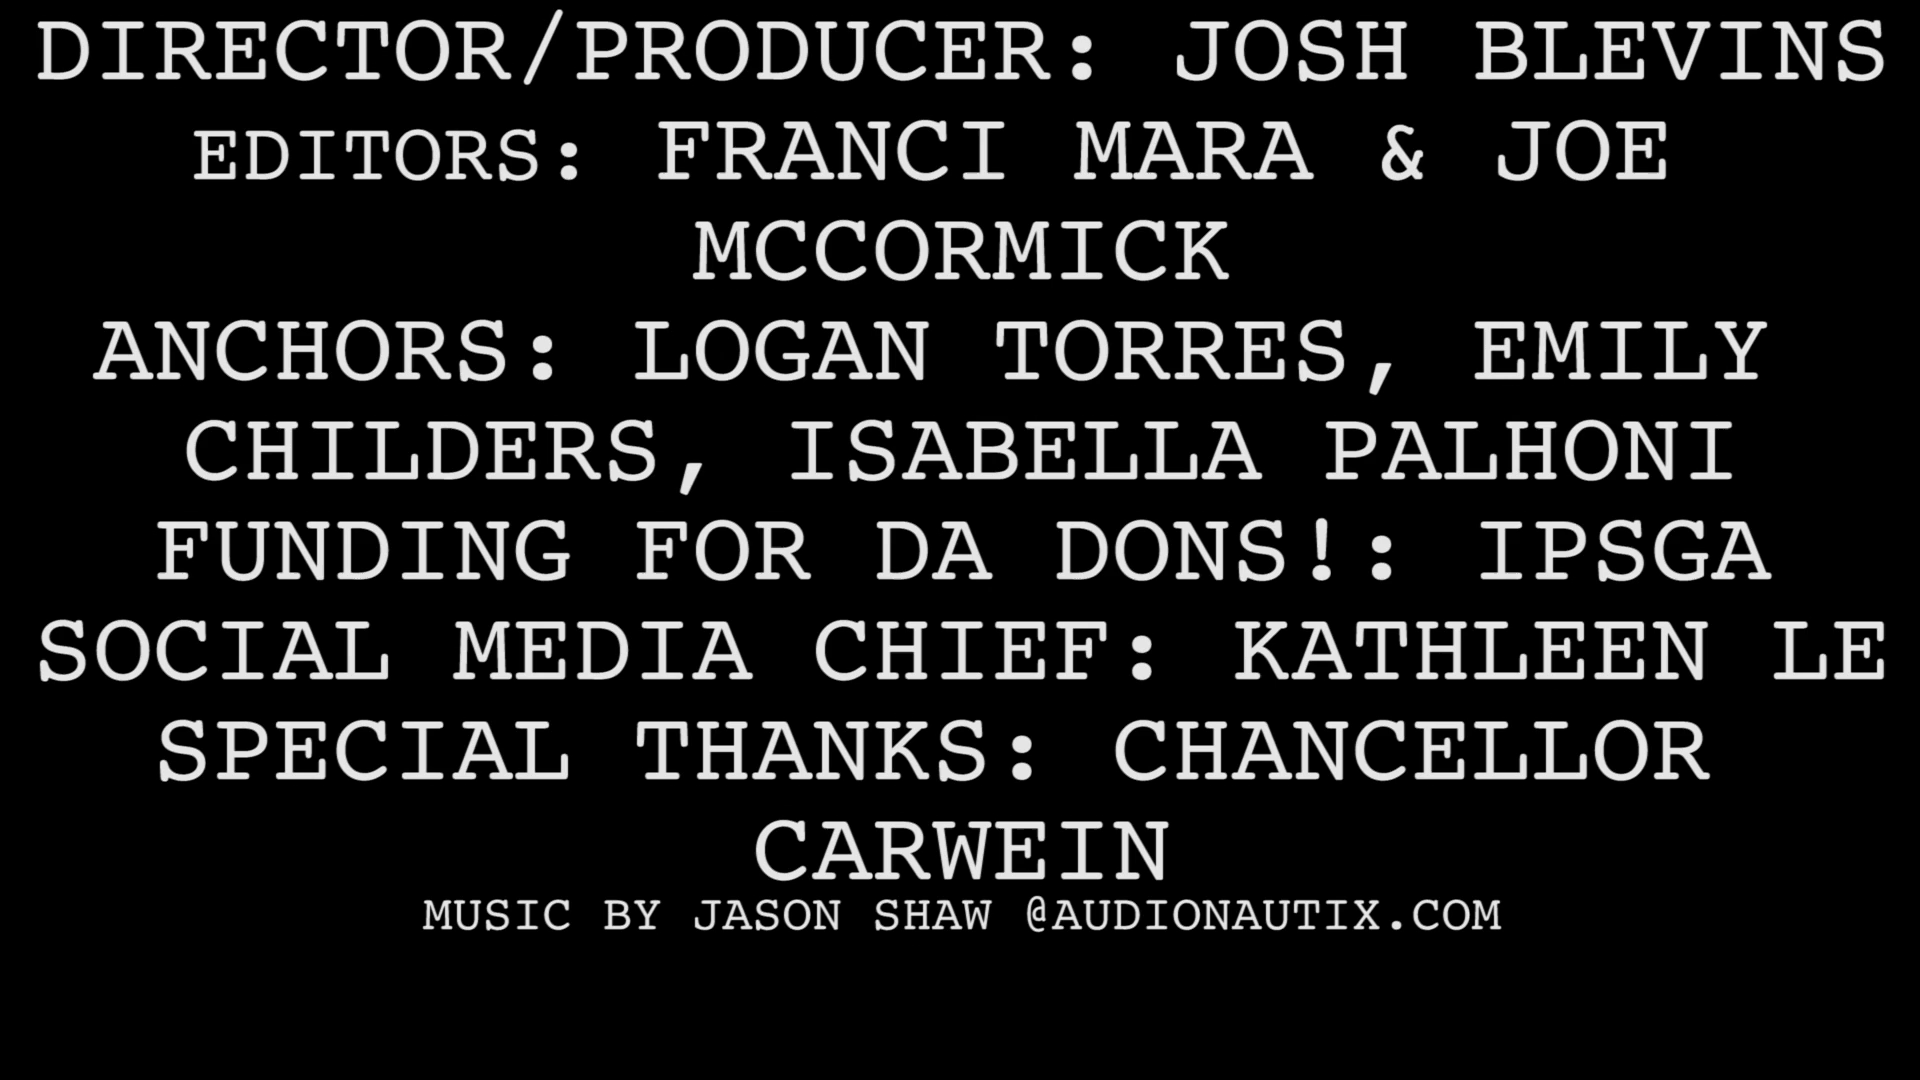 DIRECTOR/PRODUCER: JOSH BLEVINS
EDITORS: FRANCI MARA & JOE
MCCORMICK
ANCHORS: LOGAN TORRES, EMILY
CHILDERS, ISABELLA PALHONI
FUNDING FOR DA DONS!: IPSGA
SOCIAL MEDIA CHIEF: KATHLEEN LE
SPECIAL THANKS: CHANCELLOR
CARWEIN
MUSIC BY JASON SHAW @AUDIONAUTIX.COM